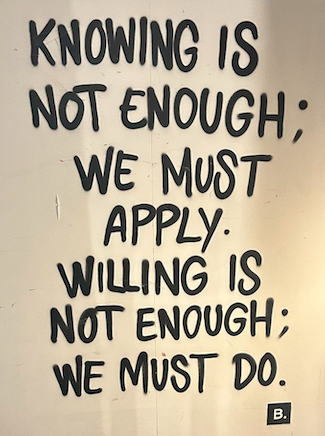 KNOWING IS
NOT ENOUGH;
WE MUST
APPLY.
WILLING IS
NOT ENOUGH;
WE MUST DO.
B.